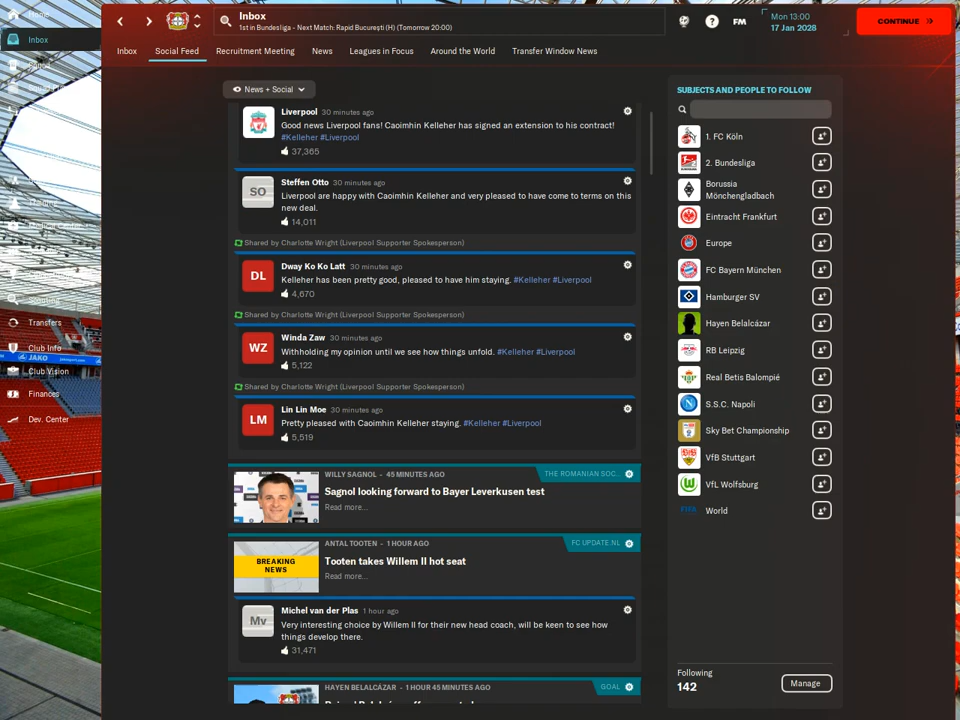 Home
Inbox
1st in Bundesliga - Next Match: Rapid București (H) (Tomorrow 20:00)
?
FM
Mon 13:00
17 Jan 2028
CONTINUE
Inbox
Inbox
Social Feed
Recruitment Meeting
News
Leagues in Focus
Around the World
Transfer Window News
Scouting
Transfers
Club Info
Club Vision
Finances
Dev. Center
JAKO
News + Social
Liverpool 30 minutes ago
Good news Liverpool fans! Caoimhin Kelleher has signed an extension to his contract!
#Kelleher #Liverpool
37,365
SO
Steffen Otto 30 minutes ago
Liverpool are happy with Caoimhin Kelleher and very pleased to have come to terms on this
new deal.
14,011
Shared by Charlotte Wright (Liverpool Supporter Spokesperson)
DL
Dway Ko Ko Latt 30 minutes ago
Kelleher has been pretty good, pleased to have him staying. #Kelleher #Liverpool
4,670
Shared by Charlotte Wright (Liverpool Supporter Spokesperson)
WZ
Winda Zaw 30 minutes ago
Withholding my opinion until we see how things unfold. #Kelleher #Liverpool
5,122
Shared by Charlotte Wright (Liverpool Supporter Spokesperson)
LM
Lin Lin Moe 30 minutes ago
Pretty pleased with Caoimhin Kelleher staying. #Kelleher #Liverpool
5,519
WILLY SAGNOL - 45 MINUTES AGO
THE ROMANIAN SOC...
Sagnol looking forward to Bayer Leverkusen test
Read more...
ANTAL TOOTEN - 1 HOUR AGO
FC UPDATE.NL
BREAKING
NEWS
Tooten takes Willem II hot seat
Read more...
Mv
Michel van der Plas 1 hour ago
Very interesting choice by Willem II for their new head coach, will be keen to see how
things develop there.
31,471
HAYEN BELALCÁZAR - 1 HOUR 45 MINUTES AGO
GOAL
SUBJECTS AND PEOPLE TO FOLLOW
1. FC Köln
2. Bundesliga
Borussia
Mönchengladbach
Eintracht Frankfurt
Europe
FC Bayern München
Hamburger SV
Hayen Belalcázar
RB Leipzig
Real Betis Balompié
S.S.C. Napoli
Sky Bet Championship
VfB Stuttgart
VfL Wolfsburg
FIFA
World
Following
142
Manage